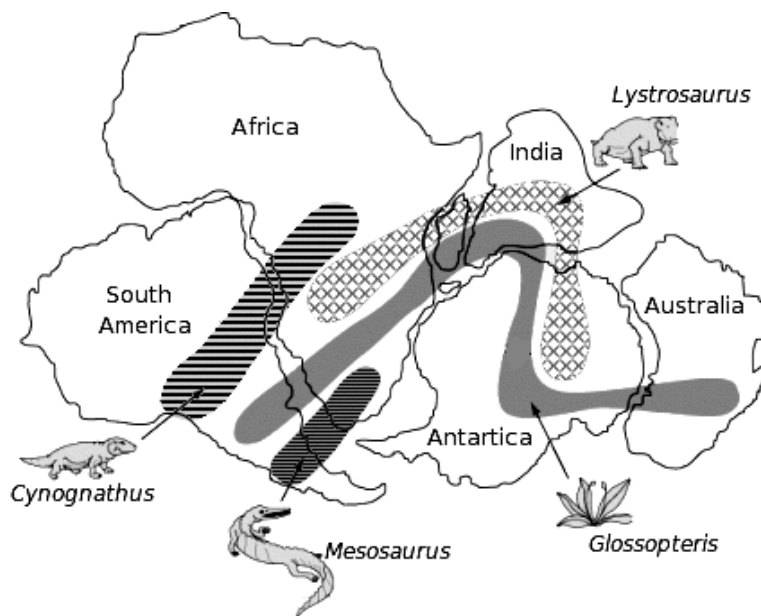 Lystrosaurus
Africa
India
South
America
Australia
Antartica
Cynognathus
Mesosaurus
Glossopteris